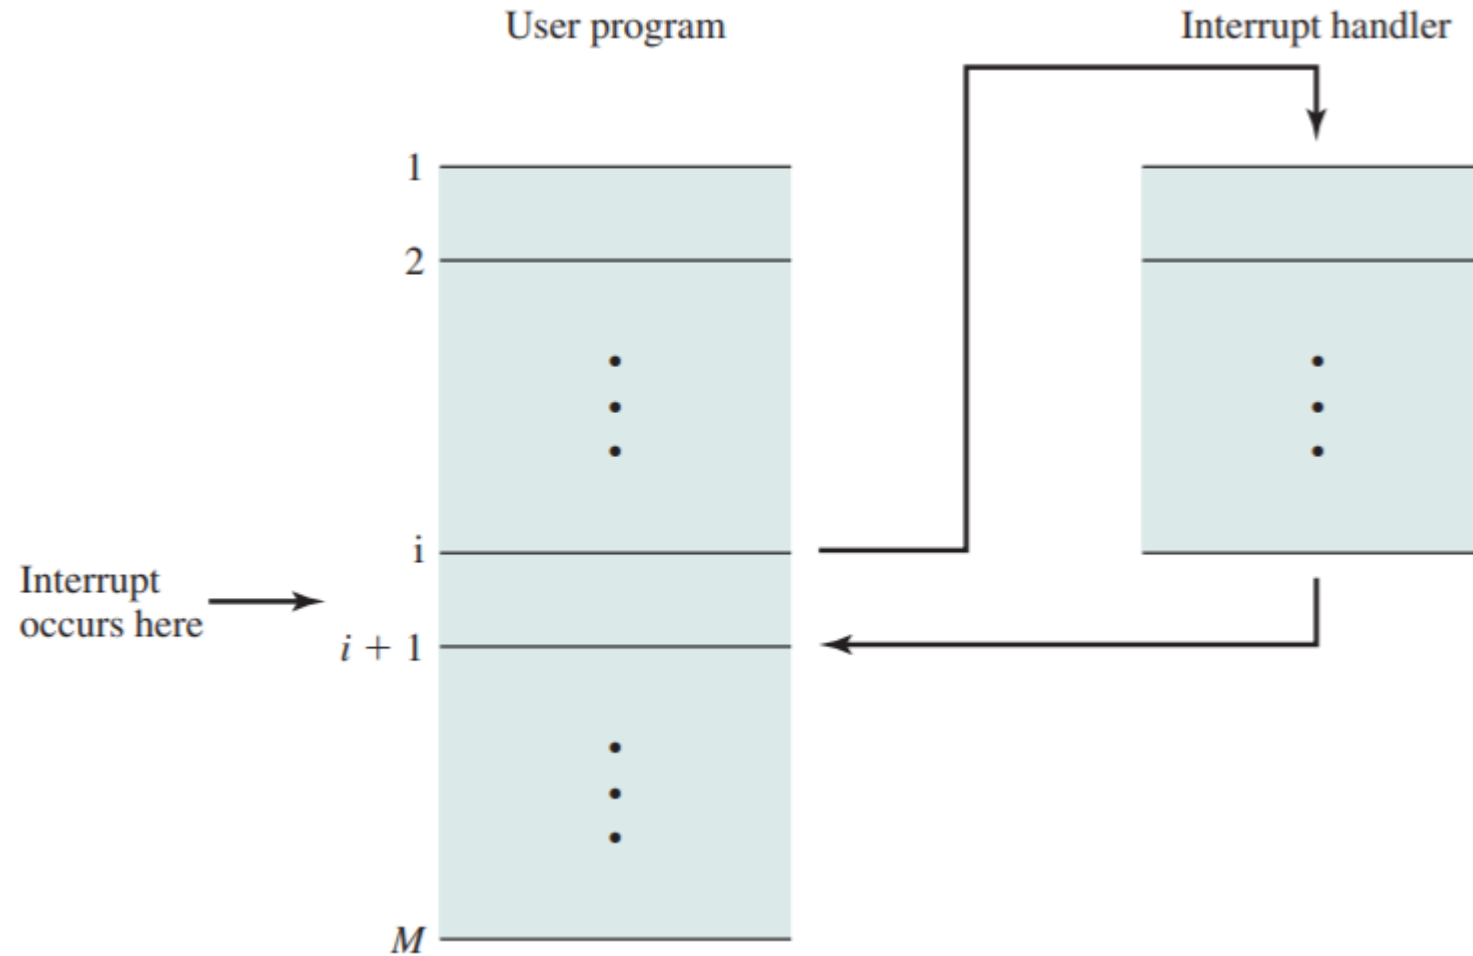 User program
Interrupt handler
1
2
i
Interrupt
occurs here
i + 1
M